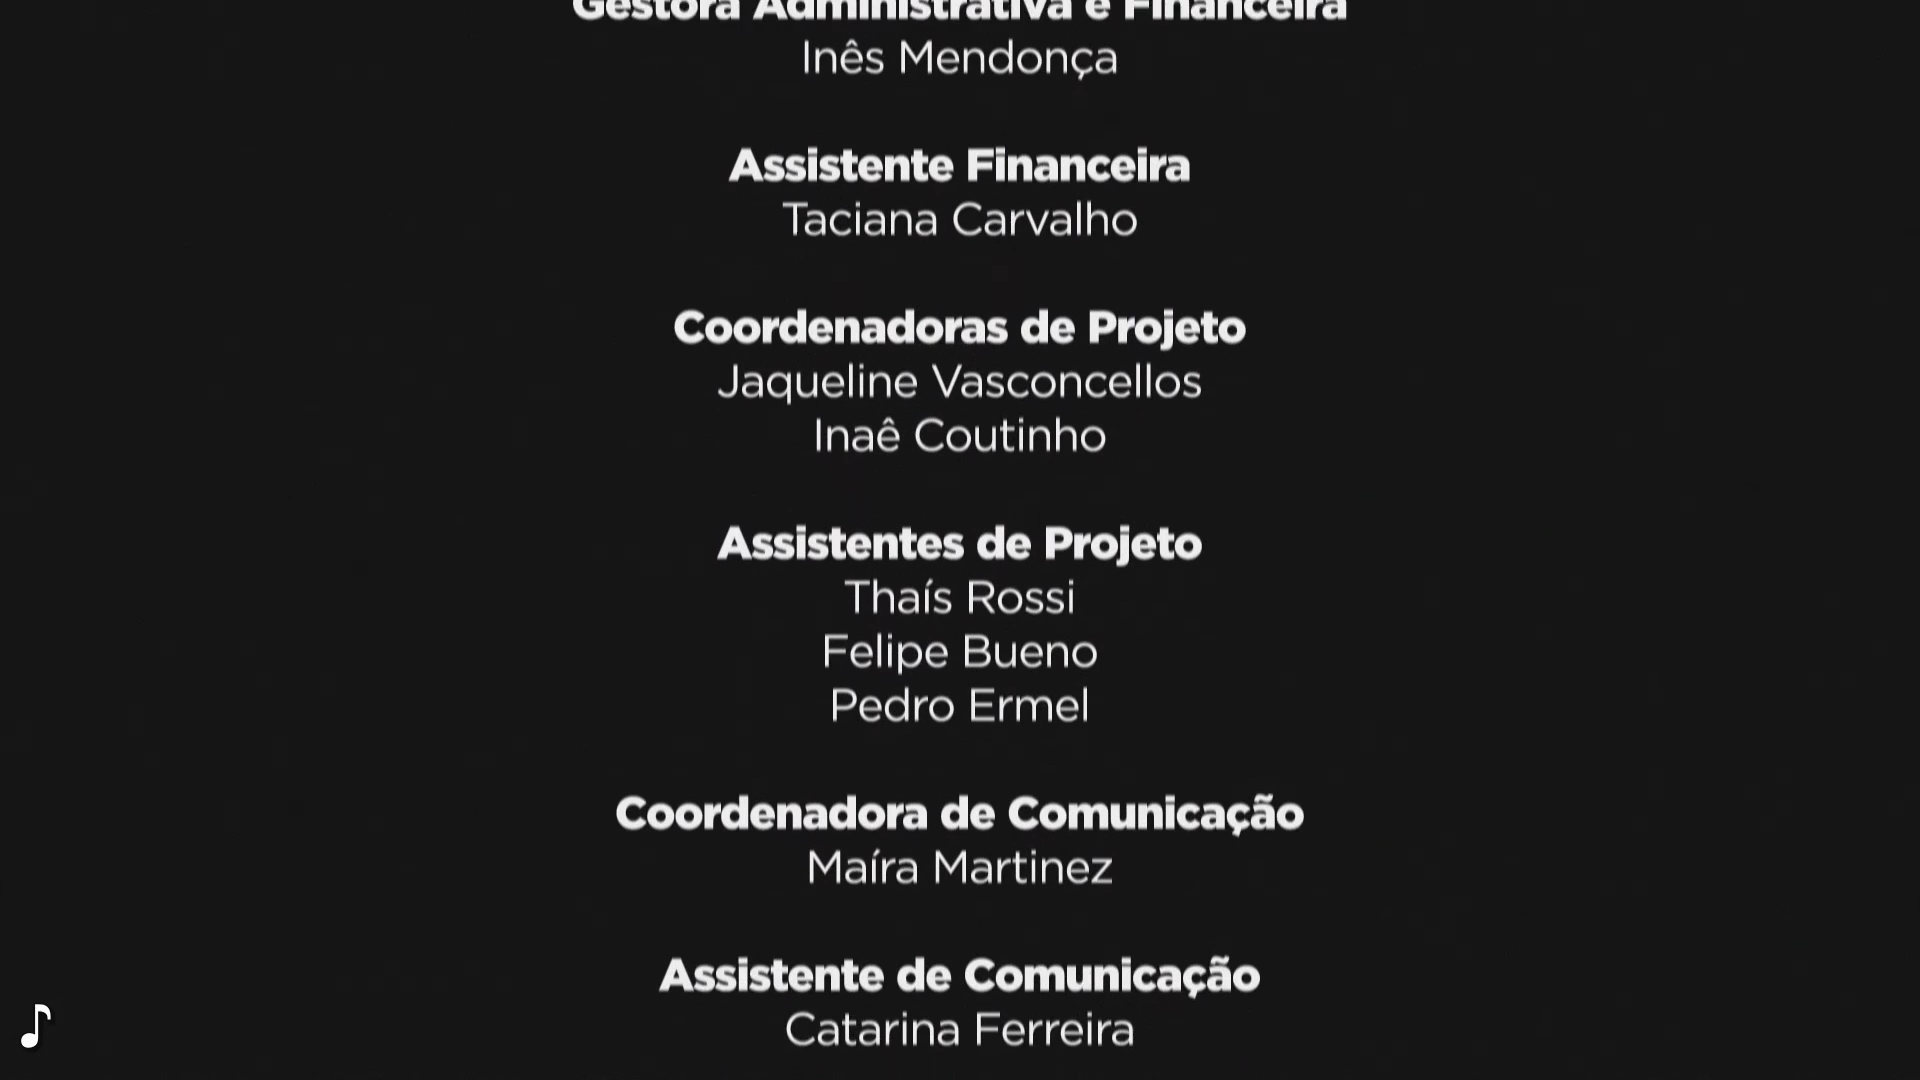 Gestora Administrativa e Financeira
Inês Mendonça
Assistente Financeira
Taciana Carvalho
Coordenadoras de Projeto
Jaqueline Vasconcellos
Inaê Coutinho
Assistentes de Projeto
Thaís Rossi
Felipe Bueno
Pedro Ermel
Coordenadora de Comunicação
Maíra Martinez
Assistente de Comunicação
Catarina Ferreira